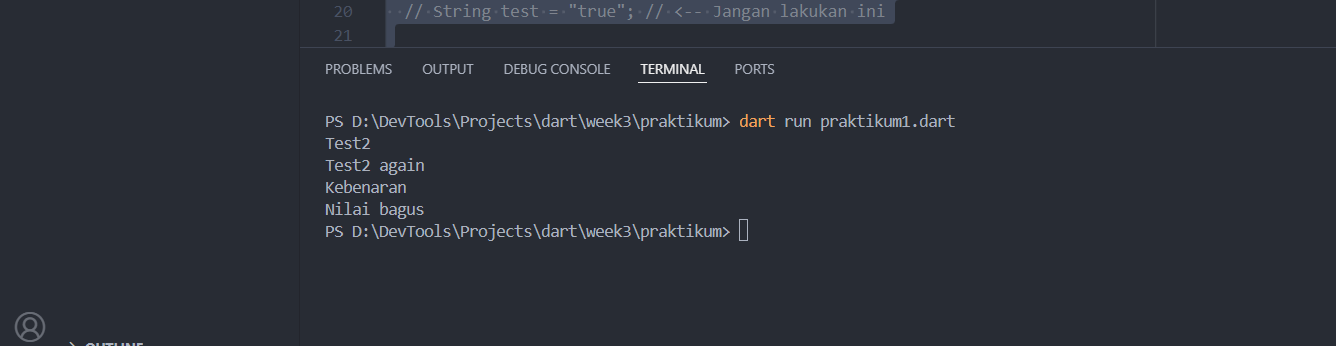 20 // String test = "true"; // <-- Jangan lakukan ini
21
PROBLEMS OUTPUT DEBUG CONSOLE TERMINAL PORTS
PS D:\DevTools\Projects\dart\week3\praktikum> dart run praktikum1.dart
Test2
Test2 again
Kebenaran
Nilai bagus
PS D:\DevTools\Projects\dart\week3\praktikum>
OUTLINE